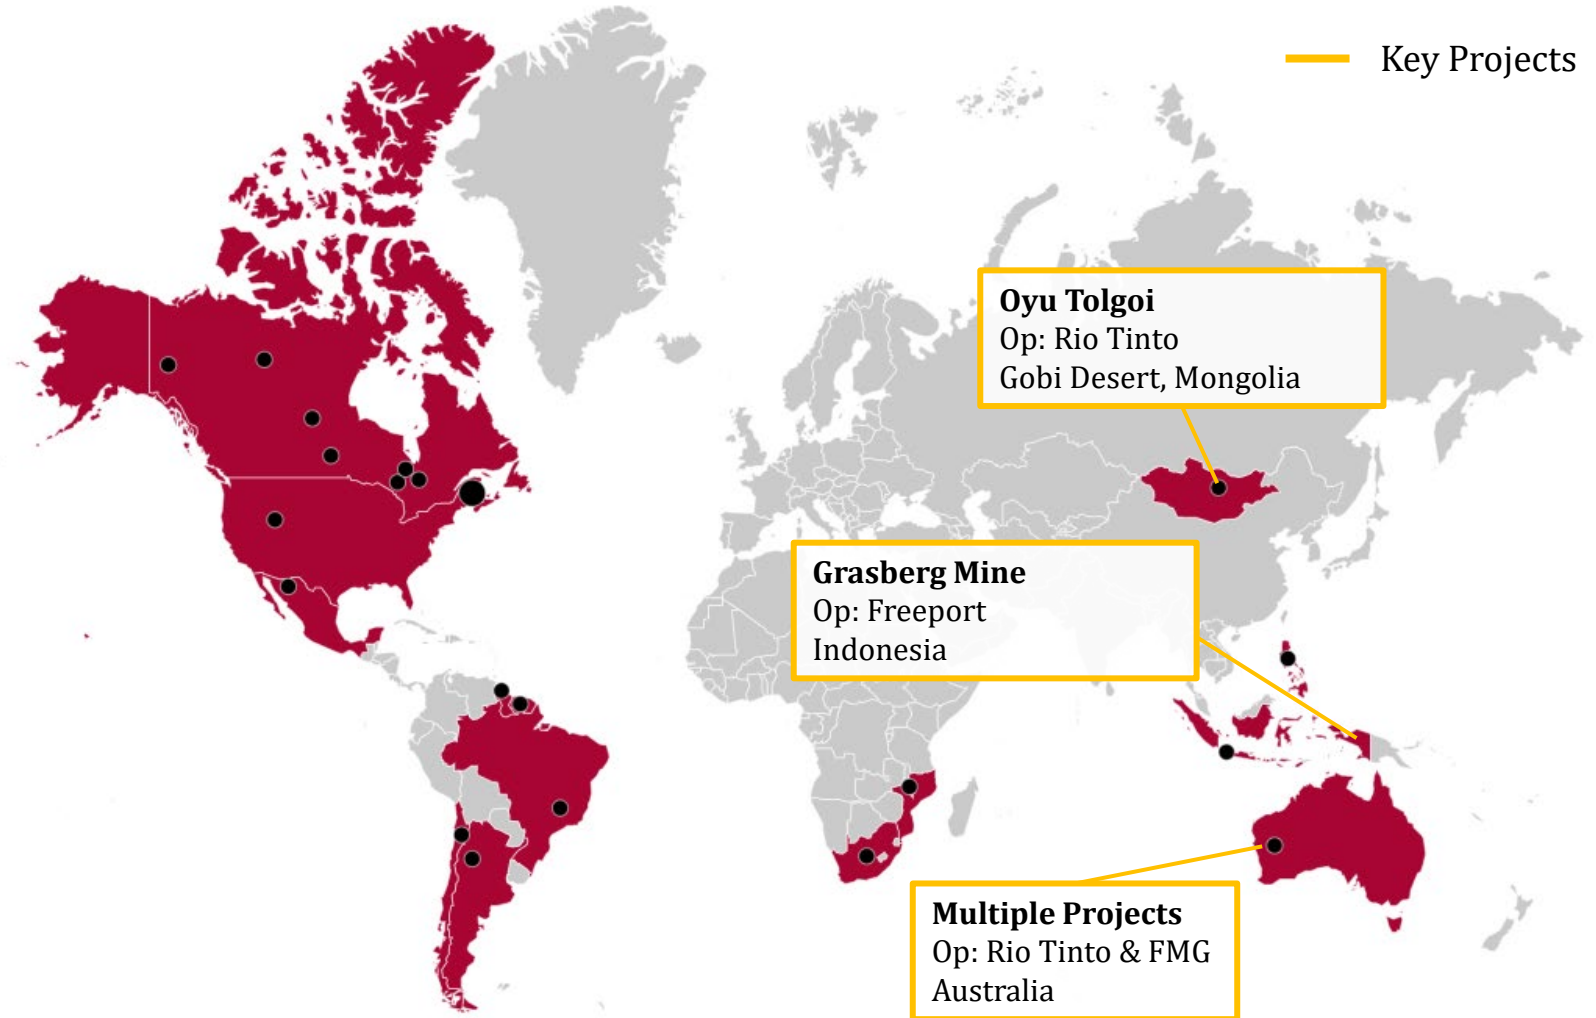 Key Projects
Oyu Tolgoi
Op: Rio Tinto
Gobi Desert, Mongolia
Grasberg Mine
Op: Freeport
Indonesia
Multiple Projects
Op: Rio Tinto & FMG
Australia